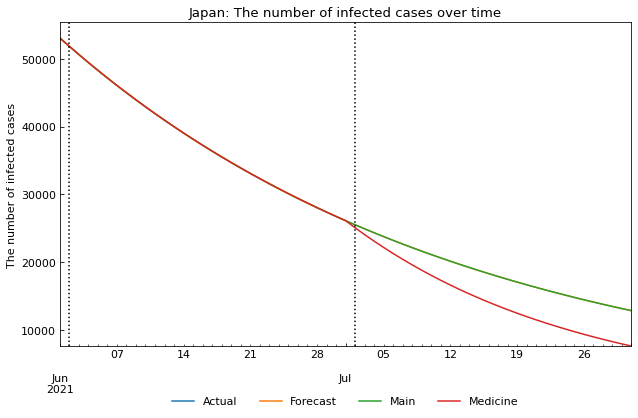 Japan: The number of infected cases over time
The number of infected cases
50000
40000
30000
20000
10000
07 14 21 28 05 12 19 26
Jun Jul
2021
Actual Forecast Main Medicine